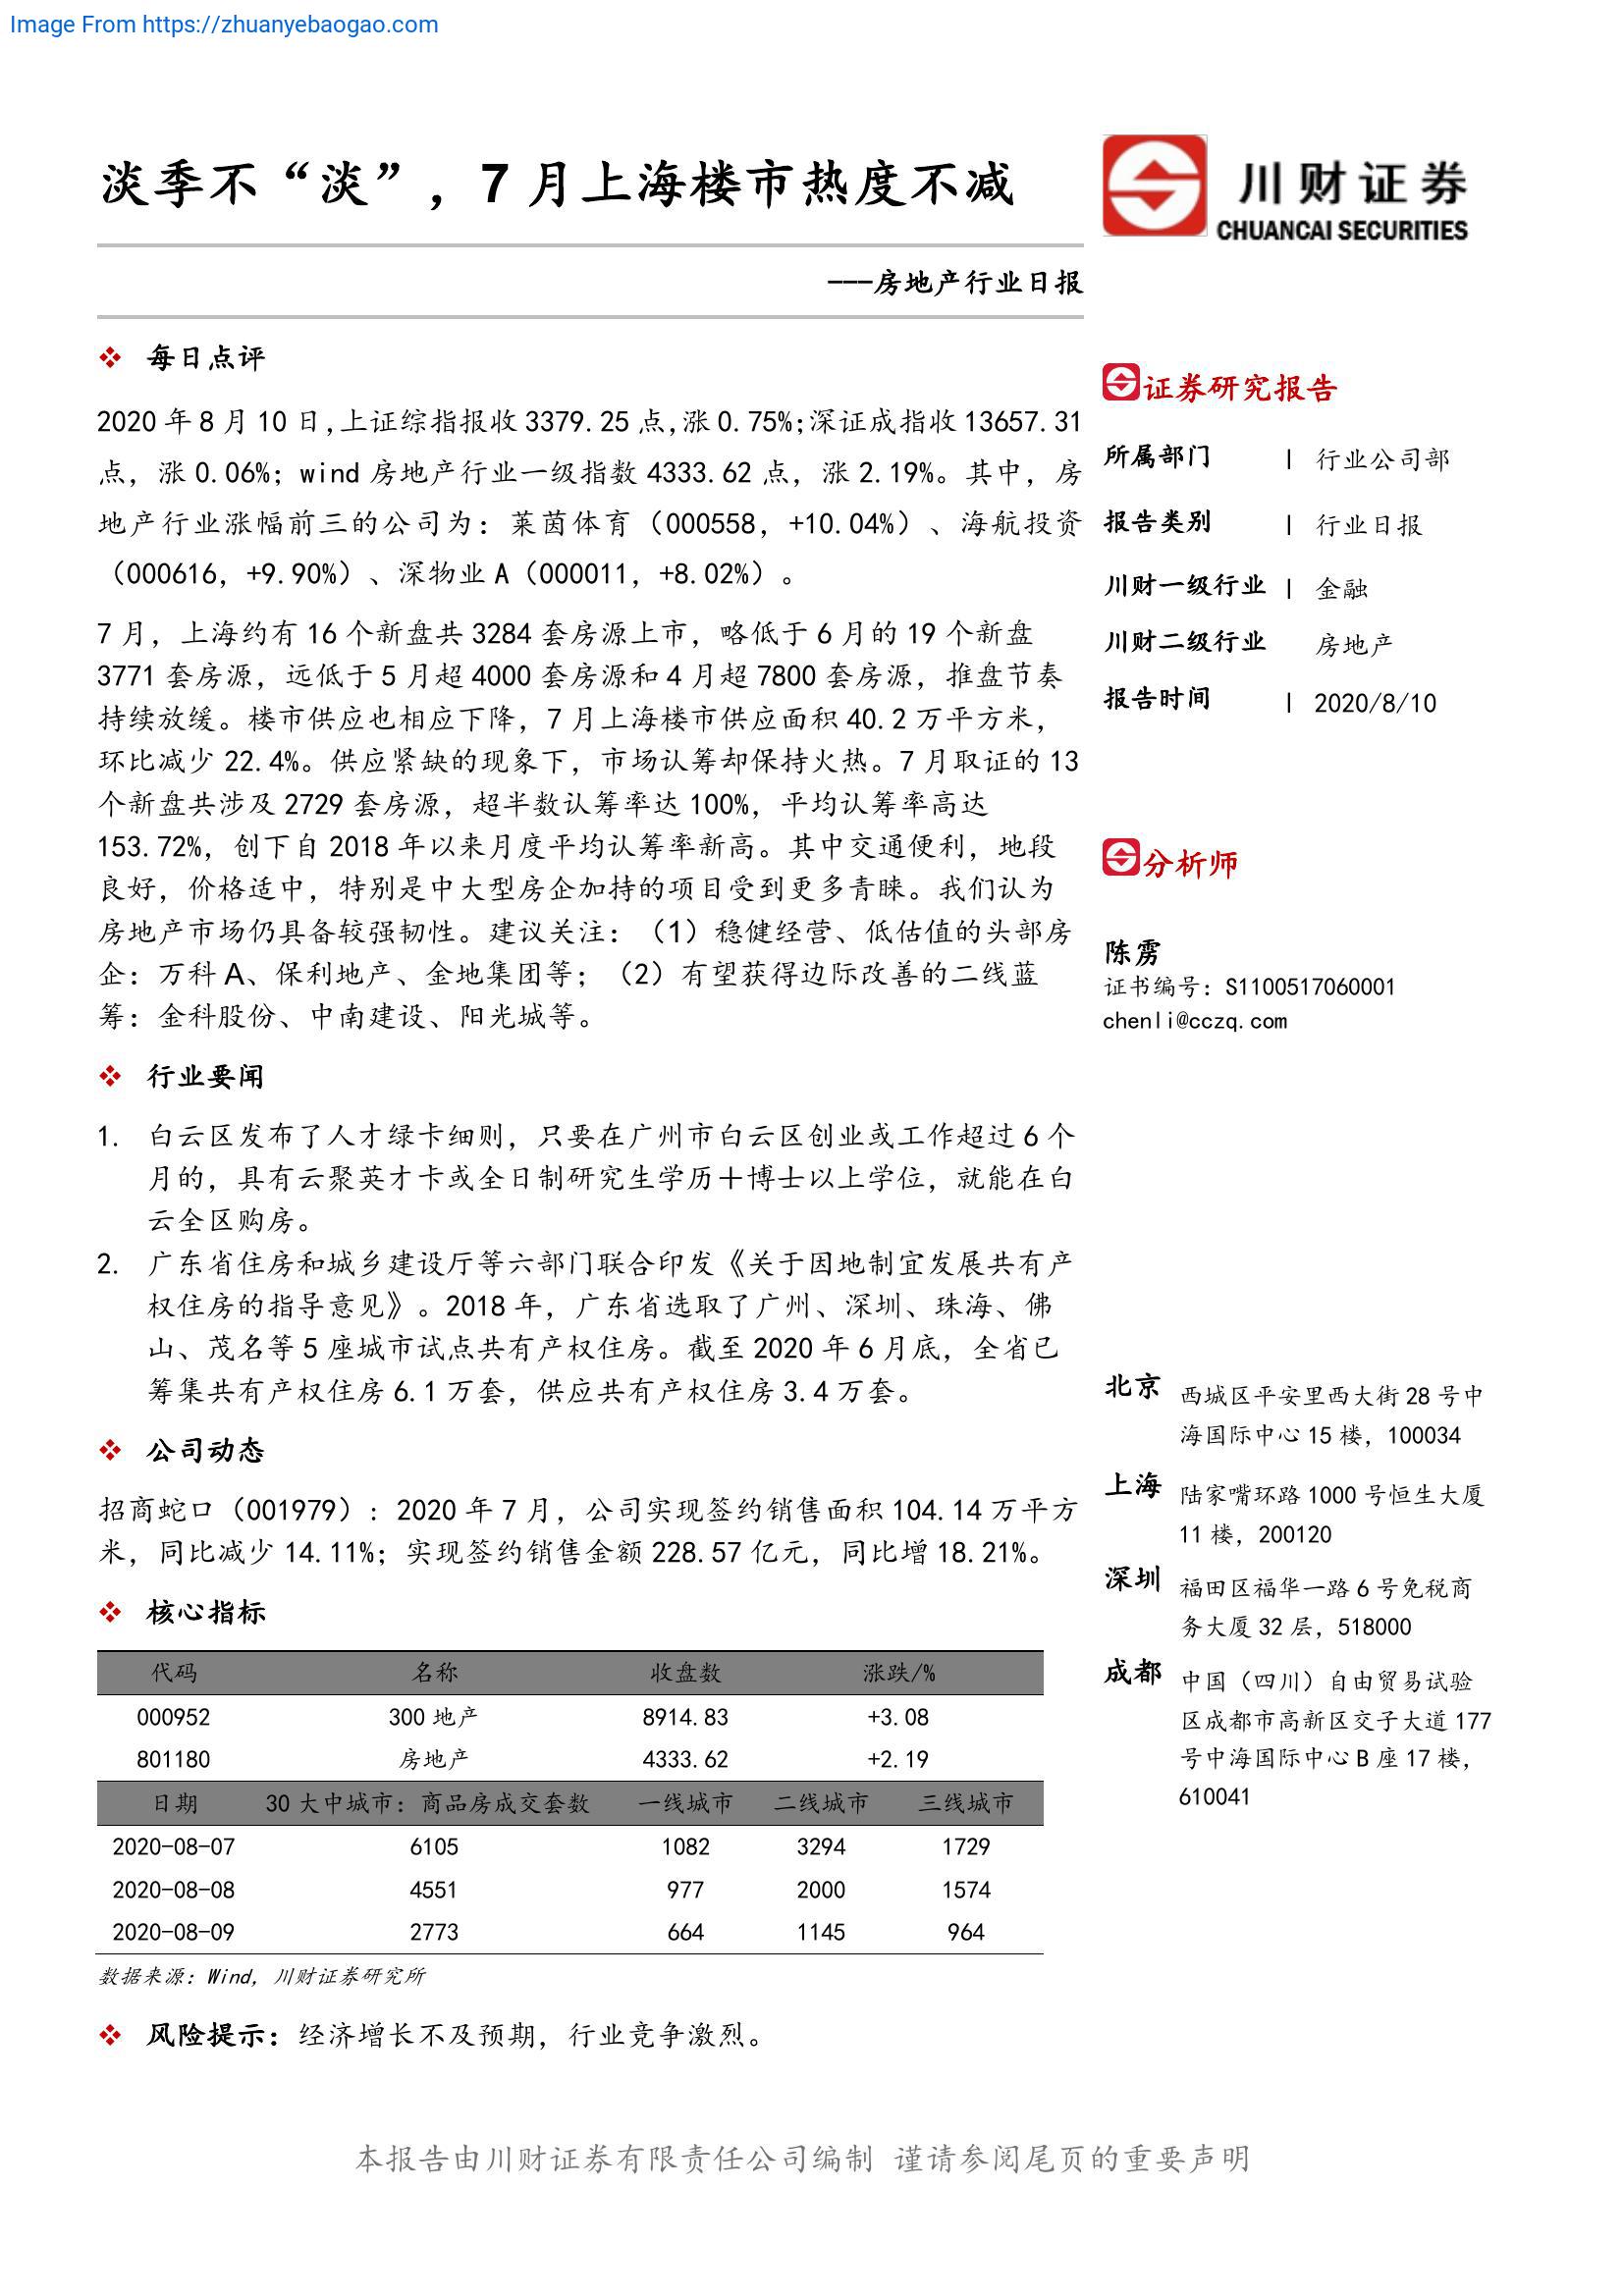 Image From https://zhuanyebaogao.com
淡季不“淡”，7 月上海楼市热度不减
川财证券
CHUANCAI SECURITIES
---房地产行业日报
❖ 每日点评
2020 年 8 月 10 日,上证综指报收 3379.25 点,涨 0.75%;深证成指收 13657.31
点，涨 0.06%；wind 房地产行业一级指数 4333.62 点，涨 2.19%。其中，房
地产行业涨幅前三的公司为：莱茵体育（000558，+10.04%）、海航投资
（000616，+9.90%）、深物业 A（000011，+8.02%）。
7 月，上海约有 16 个新盘共 3284 套房源上市，略低于 6 月的 19 个新盘
3771 套房源，远低于 5 月超 4000 套房源和 4 月超 7800 套房源，推盘节奏
持续放缓。楼市供应也相应下降，7 月上海楼市供应面积 40.2 万平方米，
环比减少 22.4%。供应紧缺的现象下，市场认筹却保持火热。7 月取证的 13
个新盘共涉及 2729 套房源，超半数认筹率达 100%，平均认筹率高达
153.72%，创下自 2018 年以来月度平均认筹率新高。其中交通便利，地段
良好，价格适中，特别是中大型房企加持的项目受到更多青睐。我们认为
房地产市场仍具备较强韧性。建议关注：（1）稳健经营、低估值的头部房
企：万科 A、保利地产、金地集团等；（2）有望获得边际改善的二线蓝
筹：金科股份、中南建设、阳光城等。
❖ 行业要闻
1. 白云区发布了人才绿卡细则，只要在广州市白云区创业或工作超过 6 个
月的，具有云聚英才卡或全日制研究生学历＋博士以上学位，就能在白
云全区购房。
2. 广东省住房和城乡建设厅等六部门联合印发《关于因地制宜发展共有产
权住房的指导意见》。2018 年，广东省选取了广州、深圳、珠海、佛
山、茂名等 5 座城市试点共有产权住房。截至 2020 年 6 月底，全省已
筹集共有产权住房 6.1 万套，供应共有产权住房 3.4 万套。
❖ 公司动态
招商蛇口（001979）：2020 年 7 月，公司实现签约销售面积 104.14 万平方
米，同比减少 14.11%；实现签约销售金额 228.57 亿元，同比增 18.21%。
❖ 核心指标
代码 名称 收盘数 涨跌/%
000952 300 地产 8914.83 +3.08
801180 房地产 4333.62 +2.19
日期 30 大中城市：商品房成交套数 一线城市 二线城市 三线城市
2020-08-07 6105 1082 3294 1729
2020-08-08 4551 977 2000 1574
2020-08-09 2773 664 1145 964
数据来源：Wind，川财证券研究所
❖ 风险提示：经济增长不及预期，行业竞争激烈。
证券研究报告
所属部门 | 行业公司部
报告类别 | 行业日报
川财一级行业 | 金融
川财二级行业 房地产
报告时间 | 2020/8/10
分析师
陈雳
证书编号：S1100517060001
chenli@cczq.com
北京 西城区平安里西大街 28 号中
海国际中心 15 楼，100034
上海 陆家嘴环路 1000 号恒生大厦
11 楼，200120
深圳 福田区福华一路 6 号免税商
务大厦 32 层，518000
成都 中国（四川）自由贸易试验
区成都市高新区交子大道 177
号中海国际中心 B 座 17 楼，
610041
本报告由川财证券有限责任公司编制 谨请参阅尾页的重要声明